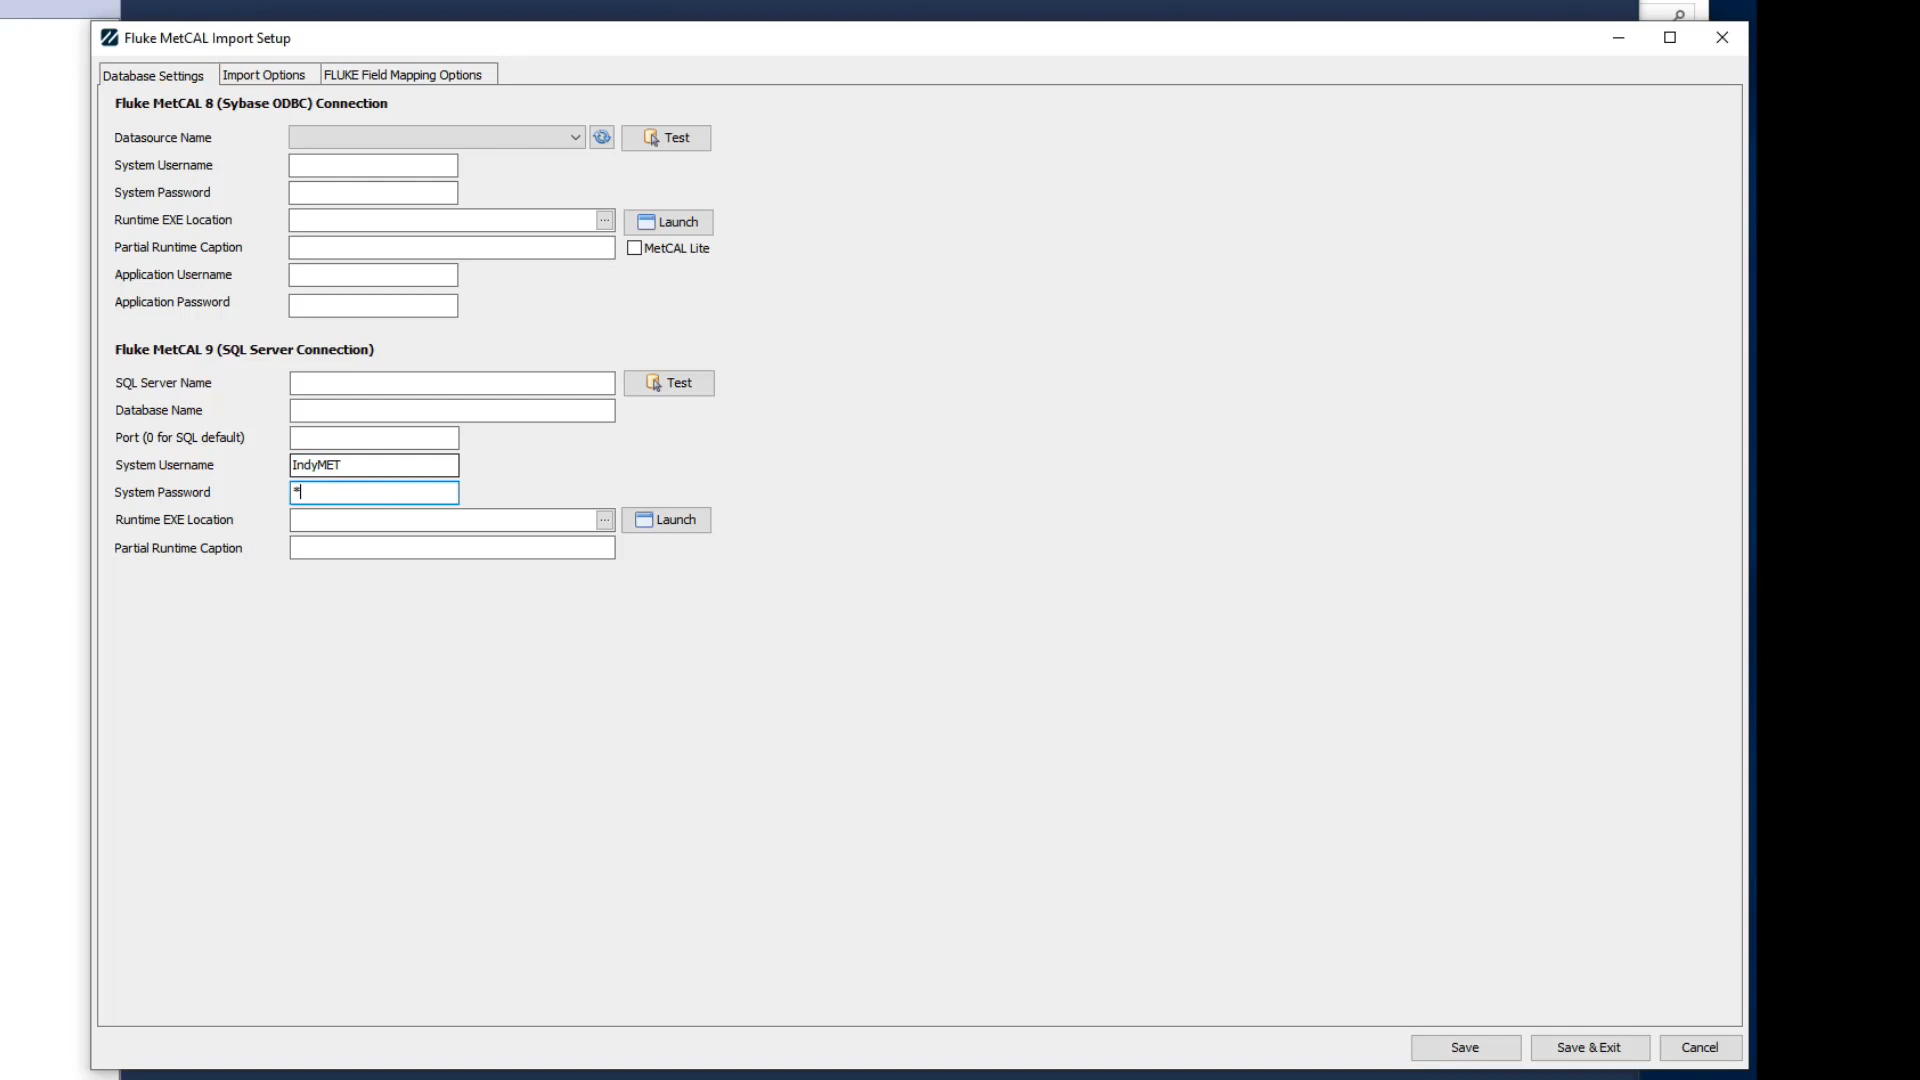 Fluke MetCAL Import Setup
Database Settings Import Options FLUKE Field Mapping Options
Fluke MetCAL 8 (Sybase ODBC) Connection
Datasource Name Test
System Username
System Password
Runtime EXE Location ... Launch
Partial Runtime Caption MetCAL Lite
Application Username
Application Password
Fluke MetCAL 9 (SQL Server Connection)
SQL Server Name Test
Database Name
Port (0 for SQL default)
System Username IndyMET
System Password *
Runtime EXE Location ... Launch
Partial Runtime Caption
Save Save & Exit Cancel